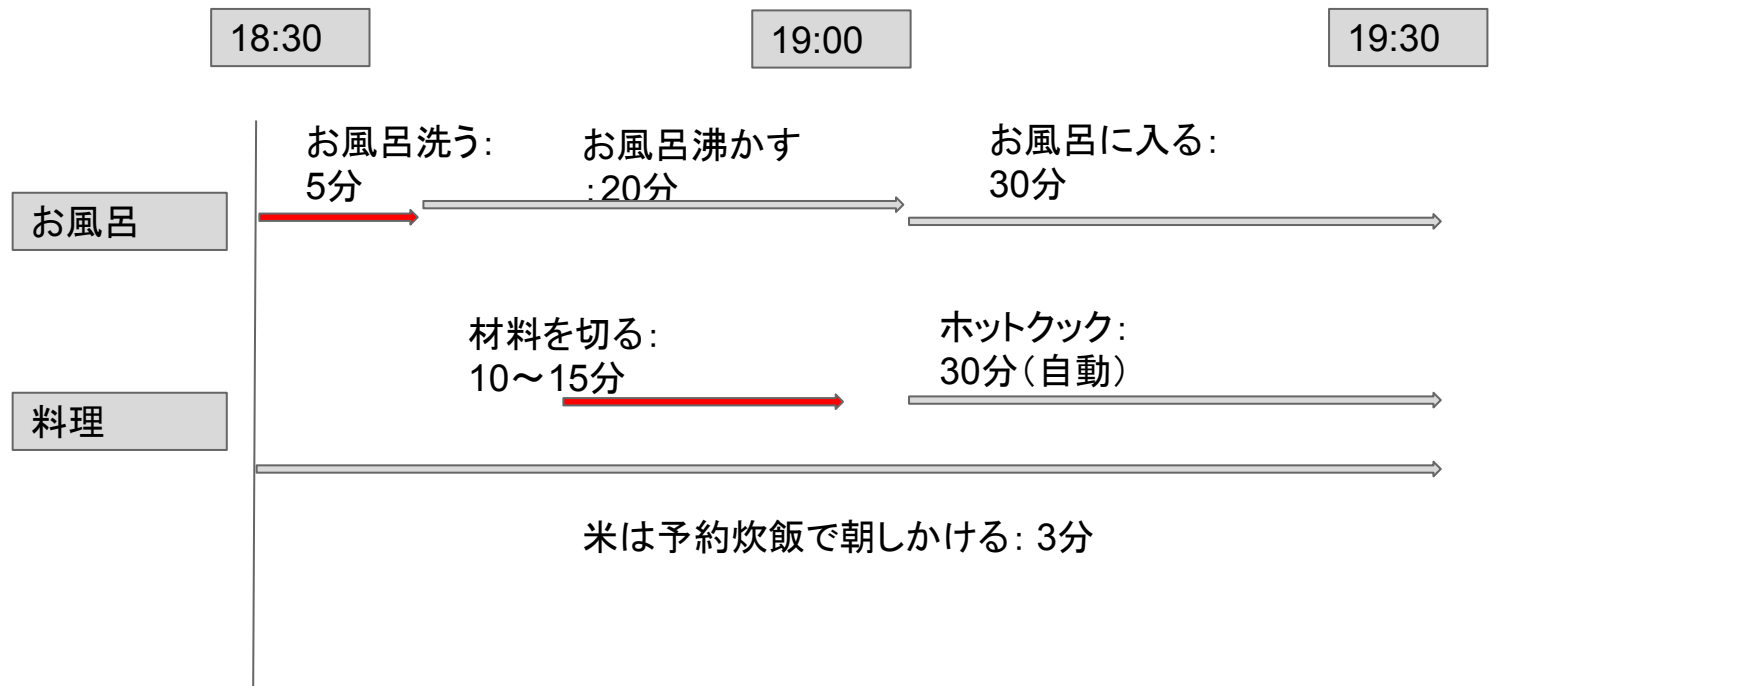 18:30
19:00
19:30
お風呂洗う：
5分
お風呂沸かす
：20分
お風呂に入る：
30分
お風呂
材料を切る：
10〜15分
ホットクック：
30分（自動）
料理
米は予約炊飯で朝しかける： 3分